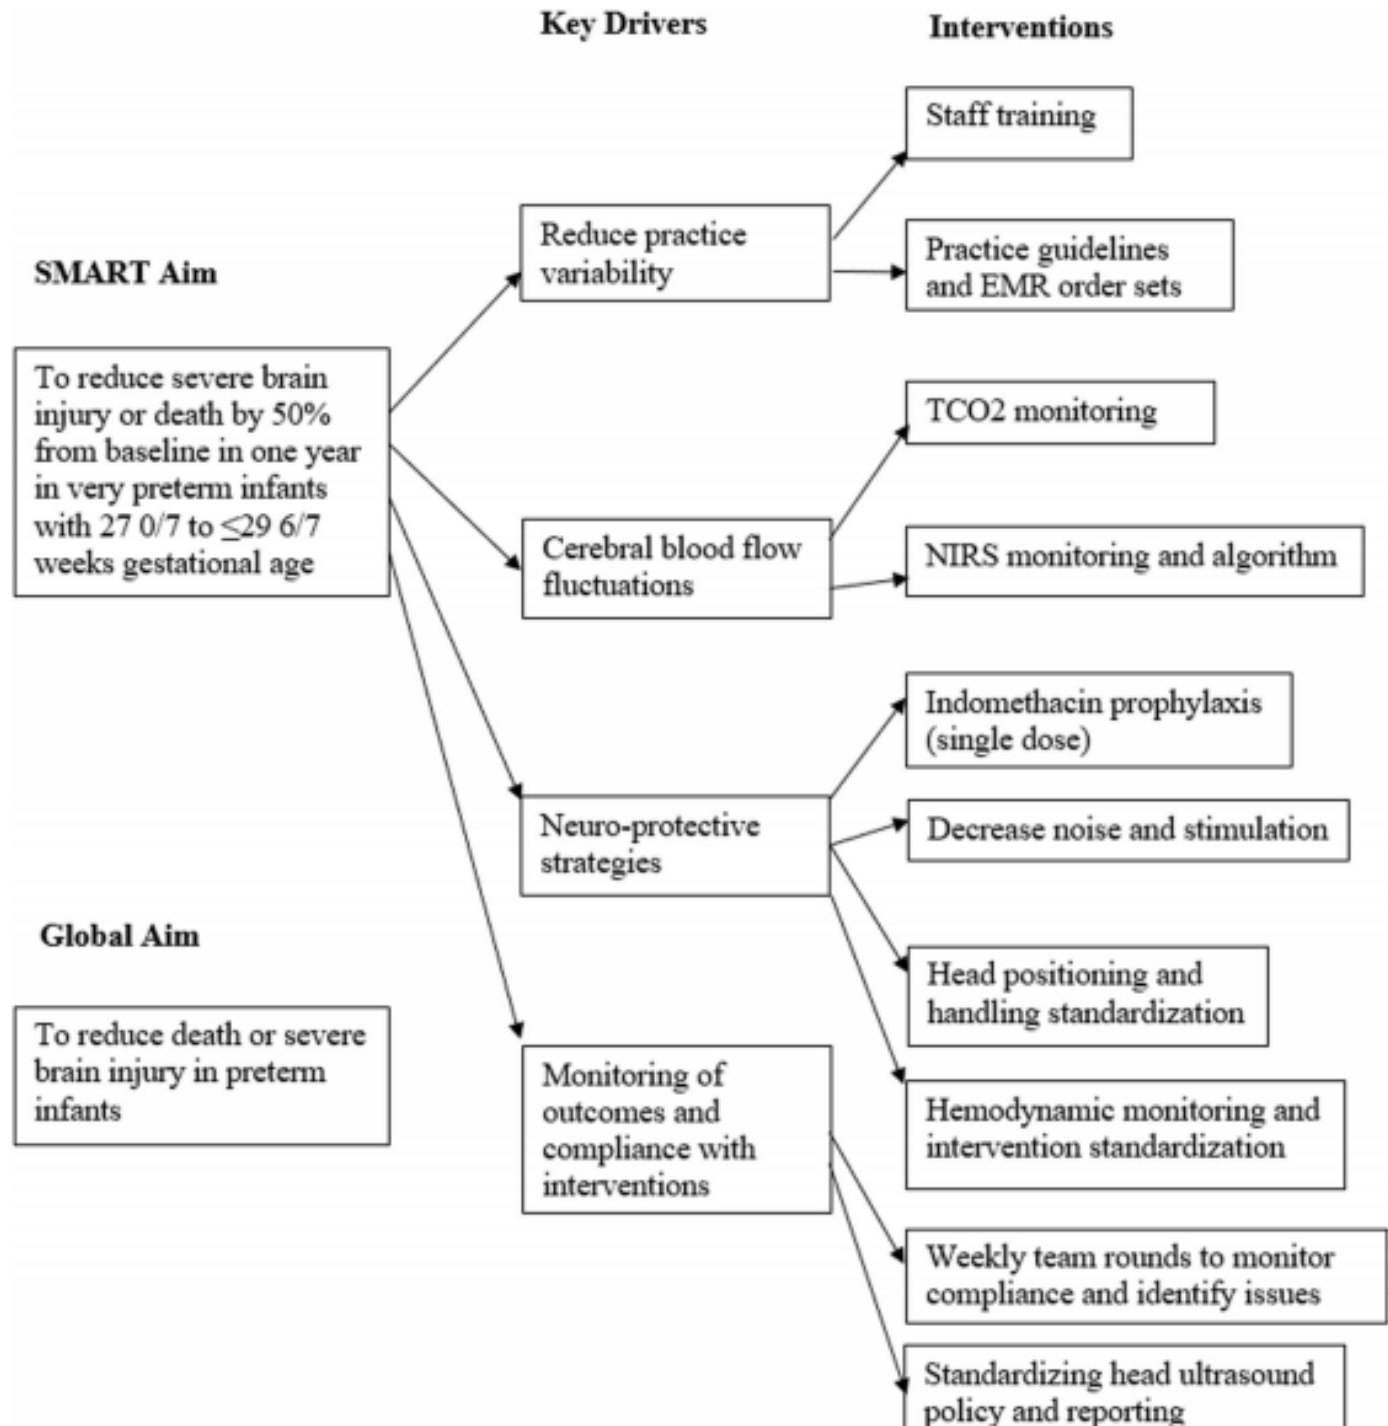 Key Drivers
Interventions
Staff training
Reduce practice
variability
Practice guidelines
and EMR order sets
SMART Aim
To reduce severe brain
injury or death by 50%
from baseline in one year
in very preterm infants
with 27 0/7 to ≤29 6/7
weeks gestational age
TCO2 monitoring
Cerebral blood flow
fluctuations
NIRS monitoring and algorithm
Indomethacin prophylaxis
(single dose)
Neuro-protective
strategies
Decrease noise and stimulation
Head positioning and
handling standardization
Global Aim
To reduce death or severe
brain injury in preterm
infants
Monitoring of
outcomes and
compliance with
interventions
Hemodynamic monitoring and
intervention standardization
Weekly team rounds to monitor
compliance and identify issues
Standardizing head ultrasound
policy and reporting